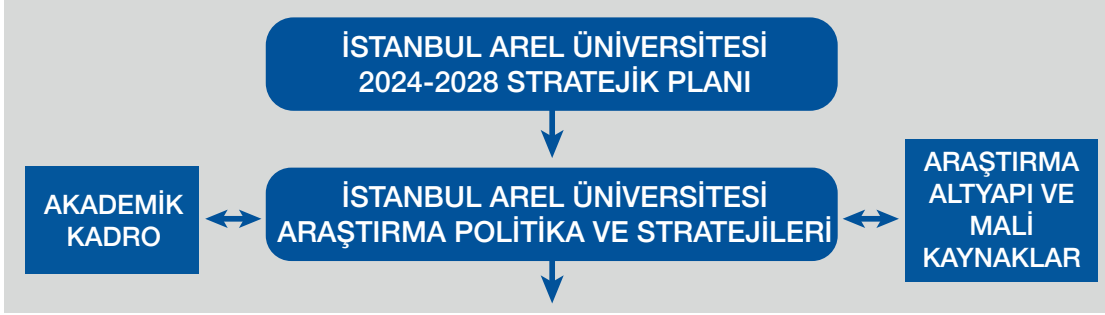 İSTANBUL AREL ÜNİVERSİTESİ
2024-2028 STRATEJİK PLANI
AKADEMİK
KADRO
İSTANBUL AREL ÜNİVERSİTESİ
ARAŞTIRMA POLİTİKA VE STRATEJİLERİ
ARAŞTIRMA
ALTYAPI VE
MALİ
KAYNAKLAR